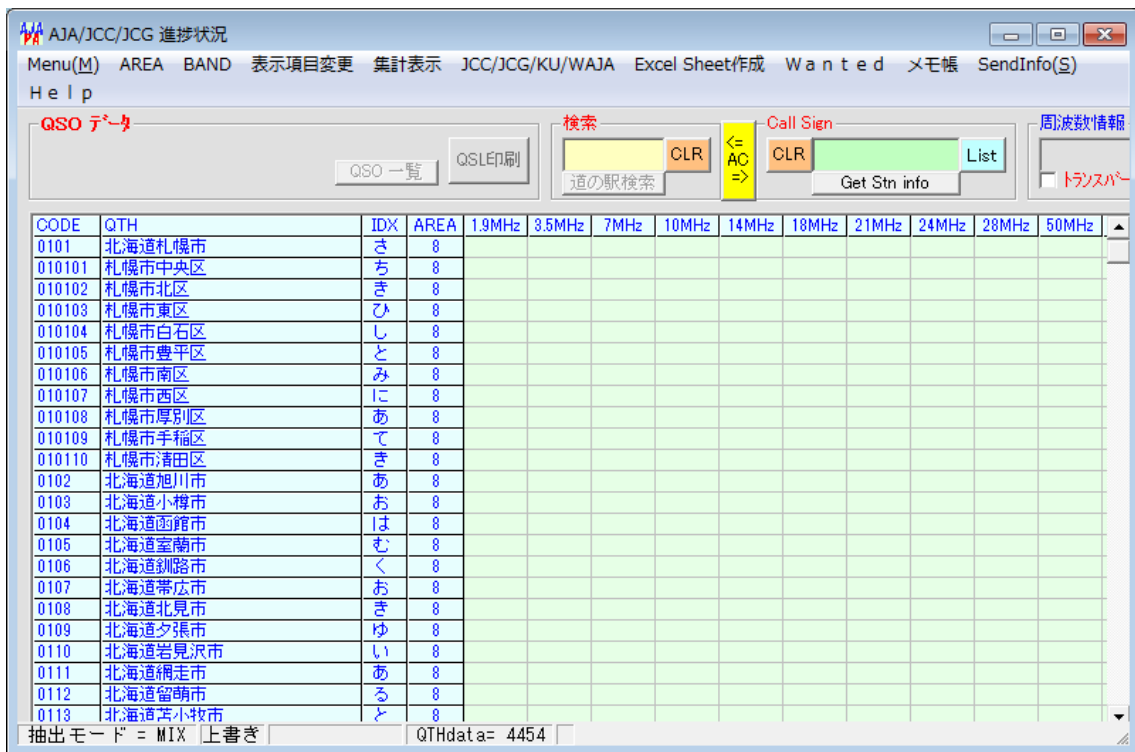 AJA/JCC/JCG 進捗状況
Menu(M) AREA BAND 表示項目変更 集計表示 JCC/JCG/KU/WAJA Excel Sheet作成 Ｗａｎｔｅｄ メモ帳 SendInfo(S)
Ｈｅｌｐ
QSO ﾃﾞｰﾀ 検索 Call Sign 周波数情報
QSO 一覧 QSL印刷 CLR <= AC => CLR List
道の駅検索 Get Stn info トランスバー
CODE QTH IDX AREA 1.9MHz 3.5MHz 7MHz 10MHz 14MHz 18MHz 21MHz 24MHz 28MHz 50MHz
0101 北海道札幌市 さ 8
010101 札幌市中央区 ち 8
010102 札幌市北区 き 8
010103 札幌市東区 ひ 8
010104 札幌市白石区 し 8
010105 札幌市豊平区 と 8
010106 札幌市南区 み 8
010107 札幌市西区 に 8
010108 札幌市厚別区 あ 8
010109 札幌市手稲区 て 8
010110 札幌市清田区 き 8
0102 北海道旭川市 あ 8
0103 北海道小樽市 お 8
0104 北海道函館市 は 8
0105 北海道室蘭市 む 8
0106 北海道釧路市 く 8
0107 北海道帯広市 お 8
0108 北海道北見市 き 8
0109 北海道夕張市 ゆ 8
0110 北海道岩見沢市 い 8
0111 北海道網走市 あ 8
0112 北海道留萌市 る 8
0113 北海道苫小牧市 と 8
抽出モード = MIX 上書き QTHdata= 4454